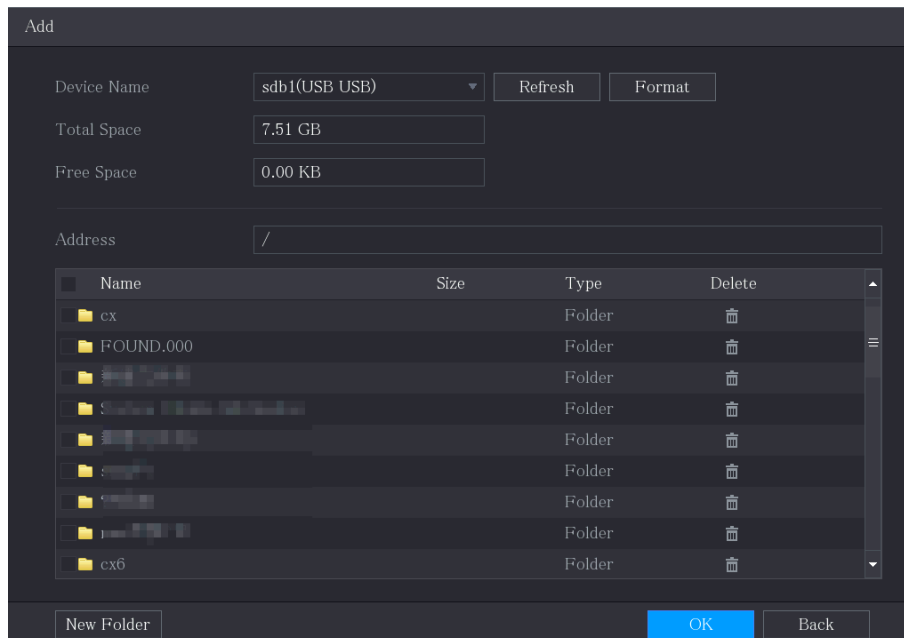 Add
Device Name sdb1(USB USB) Refresh Format
Total Space 7.51 GB
Free Space 0.00 KB
Address /
Name Size Type Delete
cx Folder
FOUND.000 Folder
Folder
Folder
Folder
Folder
Folder
Folder
cx6 Folder
New Folder OK Back